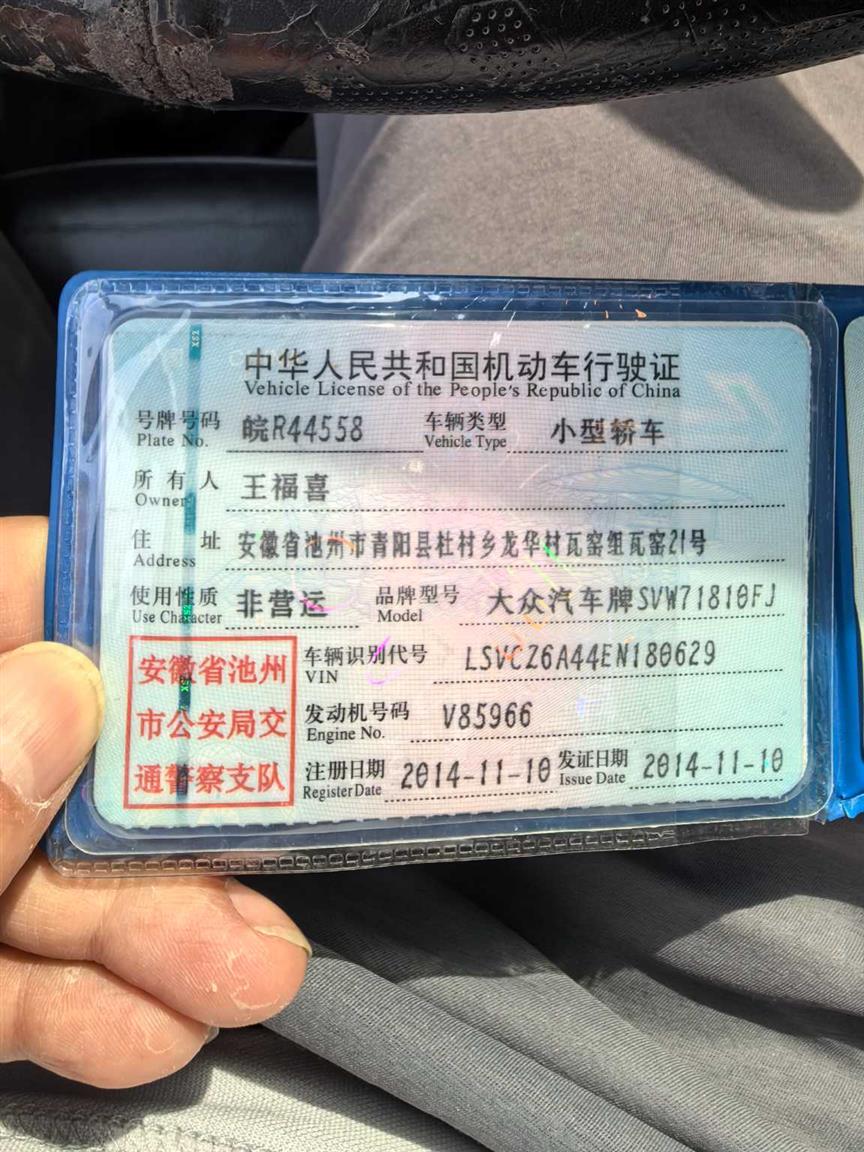 中华人民共和国机动车行驶证
Vehicle License of the People's Republic of China
号牌号码 皖R44558 车辆类型 小型轿车
Plate No. Vehicle Type
所有人 王福喜
Owner
住址 安徽省池州市青阳县杜村乡龙华村瓦窑组瓦窑21号
Address
使用性质 非营运 品牌型号 大众汽车牌SVW71810FJ
Use Character Model
安徽省池州
市公安局交
通警察支队
车辆识别代号 LSVCZ6A44EN180629
VIN
发动机号码 V85966
Engine No.
注册日期 2014-11-10 发证日期 2014-11-10
Register Date Issue Date